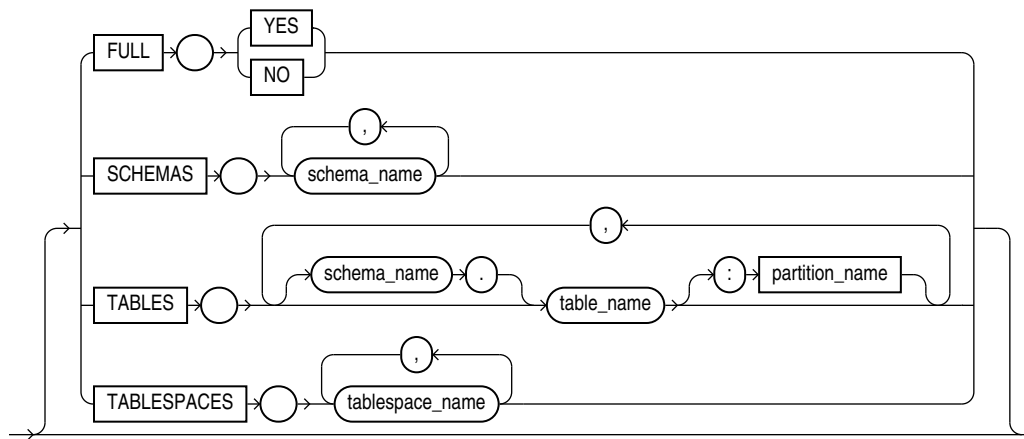 YES
FULL
NO
,
SCHEMAS schema_name
,
schema_name . : partition_name
TABLES table_name
,
TABLESPACES tablespace_name